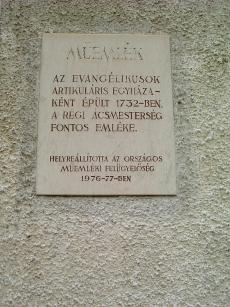 MŰEMLÉK
AZ EVANGÉLIKUSOK
ARTIKULÁRIS EGYHÁZA-
KÉNT ÉPÜLT 1732-BEN,
A RÉGI ÁCSMESTERSÉG
FONTOS EMLÉKE.
HELYREÁLLÍTOTTA AZ ORSZÁGOS
MŰEMLÉKI FELÜGYELŐSÉG
1976-77-BEN